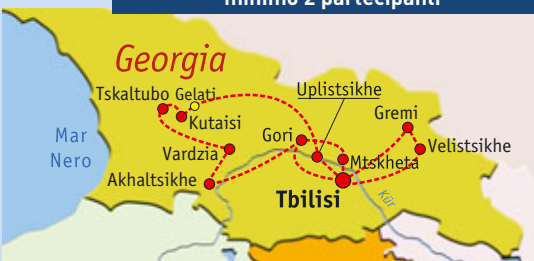 minimo 2 partecipanti
Georgia
Tskaltubo Gelati
Uplistsikhe
Kutaisi
Gremi
Mar
Nero
Gori
Velistsikhe
Vardzia
Mtskheta
Akhaltsikhe
Tbilisi
Kür